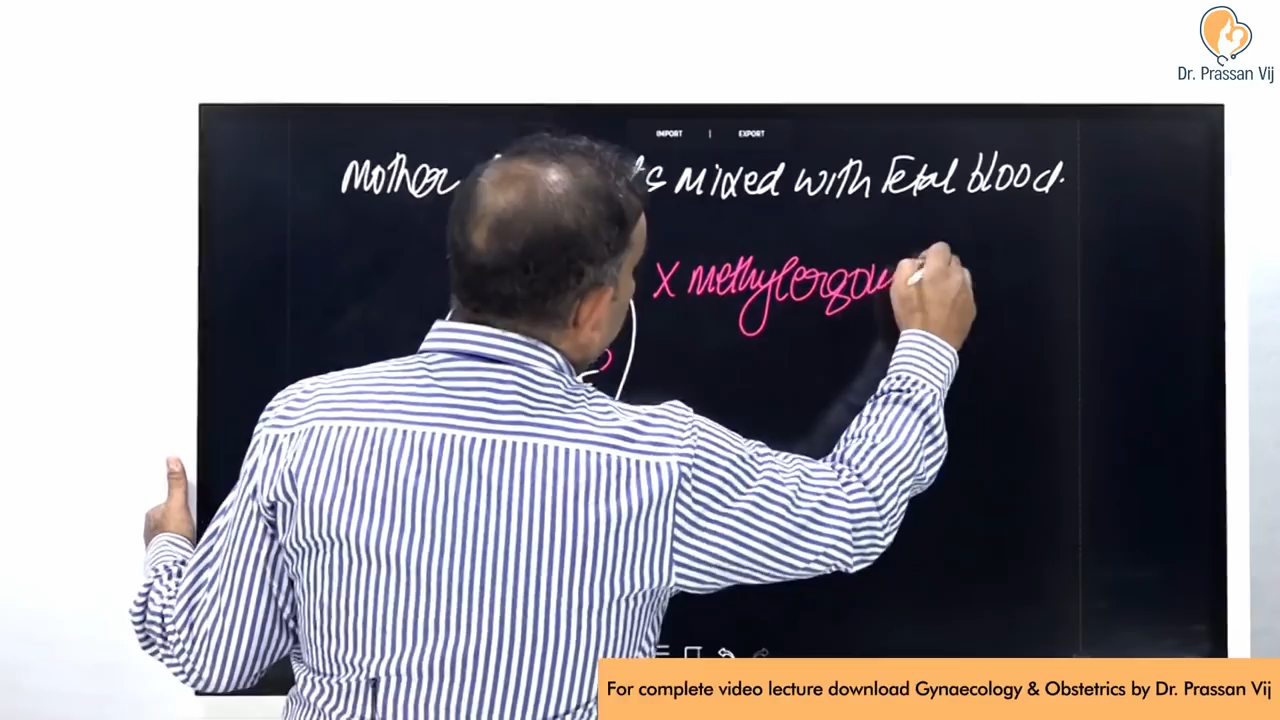 Dr. Prassan Vij
IMPORT | EXPORT
Mother mixed with Fetal blood.
X
For complete video lecture download Gynaecology & Obstetrics by Dr. Prassan Vij